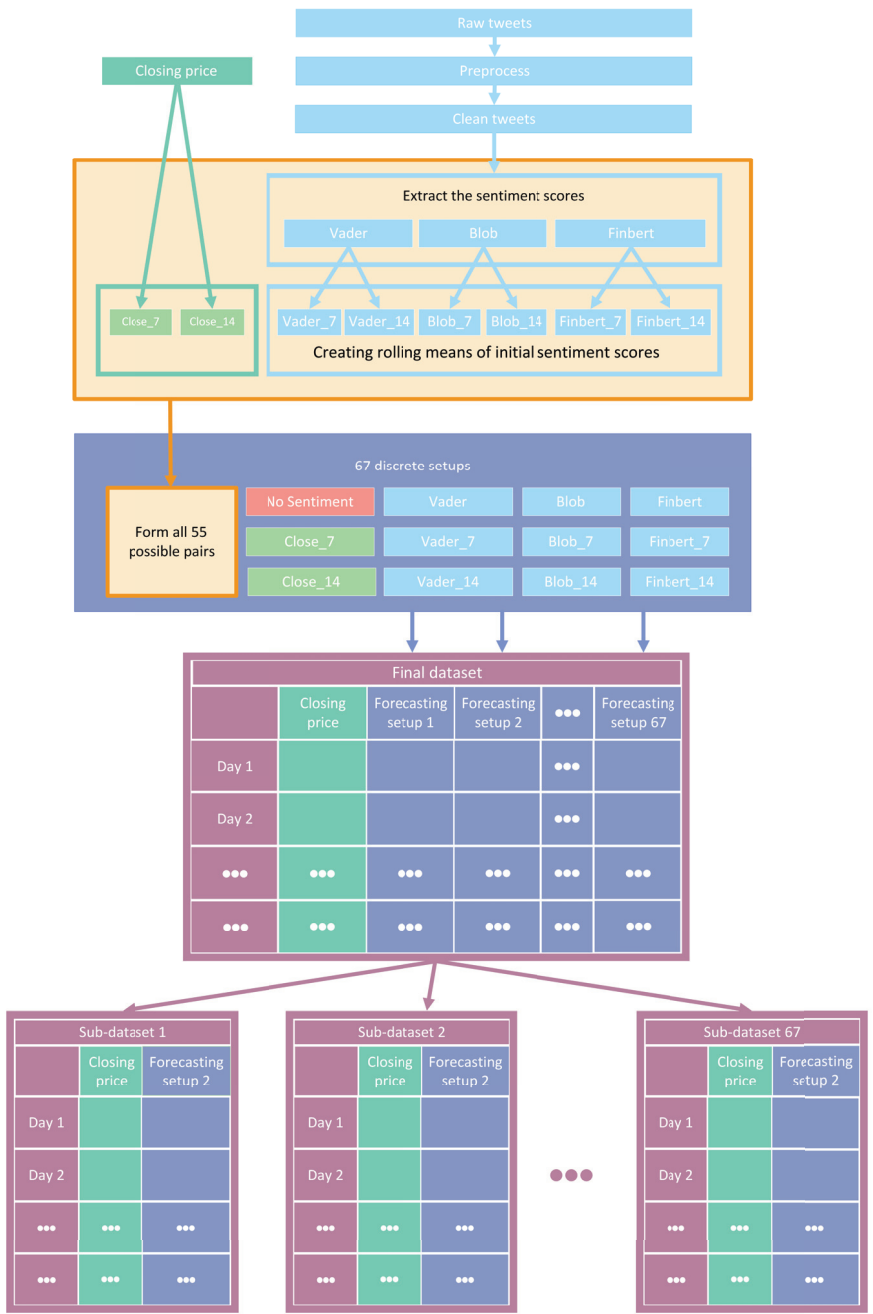 Raw tweets
Closing price
Preprocess
Clean tweets
Extract the sentiment scores
Vader
Blob
Finbert
Close_7
Close_14
Vader_7
Vader_14
Blob_7
Blob_14
Finbert_7
Finbert_14
Creating rolling means of initial sentiment scores
67 discrete setups
Form all 55
possible pairs
No Sentiment
Vader
Blob
Finbert
Close_7
Vader_7
Blob_7
Finbert_7
Close_14
Vader_14
Blob_14
Finbert_14
Final dataset
Closing
price
Forecasting
setup 1
Forecasting
setup 2
●●●
Forecasting
setup 67
Day 1
●●●
Day 2
●●●
●●● ●●● ●●● ●●● ●●● ●●●
●●● ●●● ●●● ●●● ●●● ●●●
Sub-dataset 1
Closing
price
Forecasting
setup 2
Day 1
Day 2
●●● ●●● ●●●
●●● ●●● ●●●
Sub-dataset 2
Closing
price
Forecasting
setup 2
Day 1
Day 2
●●● ●●● ●●●
●●● ●●● ●●●
●●●
Sub-dataset 67
Closing
price
Forecasting
setup 2
Day 1
Day 2
●●● ●●● ●●●
●●● ●●● ●●●